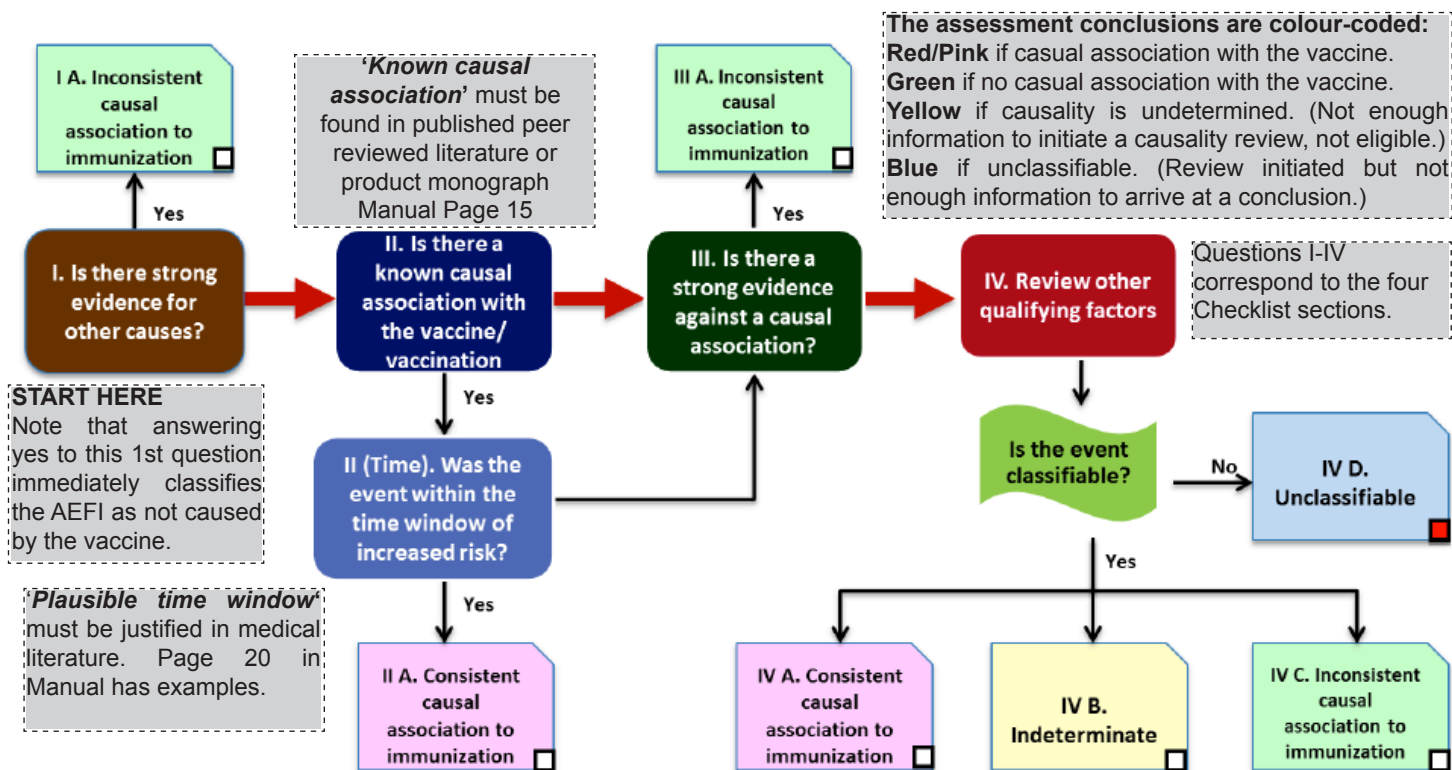 I A. Inconsistent
causal
association to
immunization
Yes
I. Is there strong
evidence for
other causes?
START HERE
Note that answering
yes to this 1st question
immediately classifies
the AEFI as not caused
by the vaccine.
'Plausible time window'
must be justified in medical
literature. Page 20 in
Manual has examples.
'Known causal
association' must be
found in published peer
reviewed literature or
product monograph
Manual Page 15
II. Is there a
known causal
association with
the vaccine/
vaccination
Yes
II (Time). Was the
event within the
time window of
increased risk?
Yes
II A. Consistent
causal
association to
immunization
III A. Inconsistent
causal
association to
immunization
Yes
III. Is there a
strong evidence
against a causal
association?
The assessment conclusions are colour-coded:
Red/Pink if casual association with the vaccine.
Green if no casual association with the vaccine.
Yellow if causality is undetermined. (Not enough
information to initiate a causality review, not eligible.)
Blue if unclassifiable. (Review initiated but not
enough information to arrive at a conclusion.)
IV. Review other
qualifying factors
Questions I-IV
correspond to the four
Checklist sections.
Is the event
classifiable?
No
IV D.
Unclassifiable
Yes
IV A. Consistent
causal
association to
immunization
IV B.
Indeterminate
IV C. Inconsistent
causal
association to
immunization